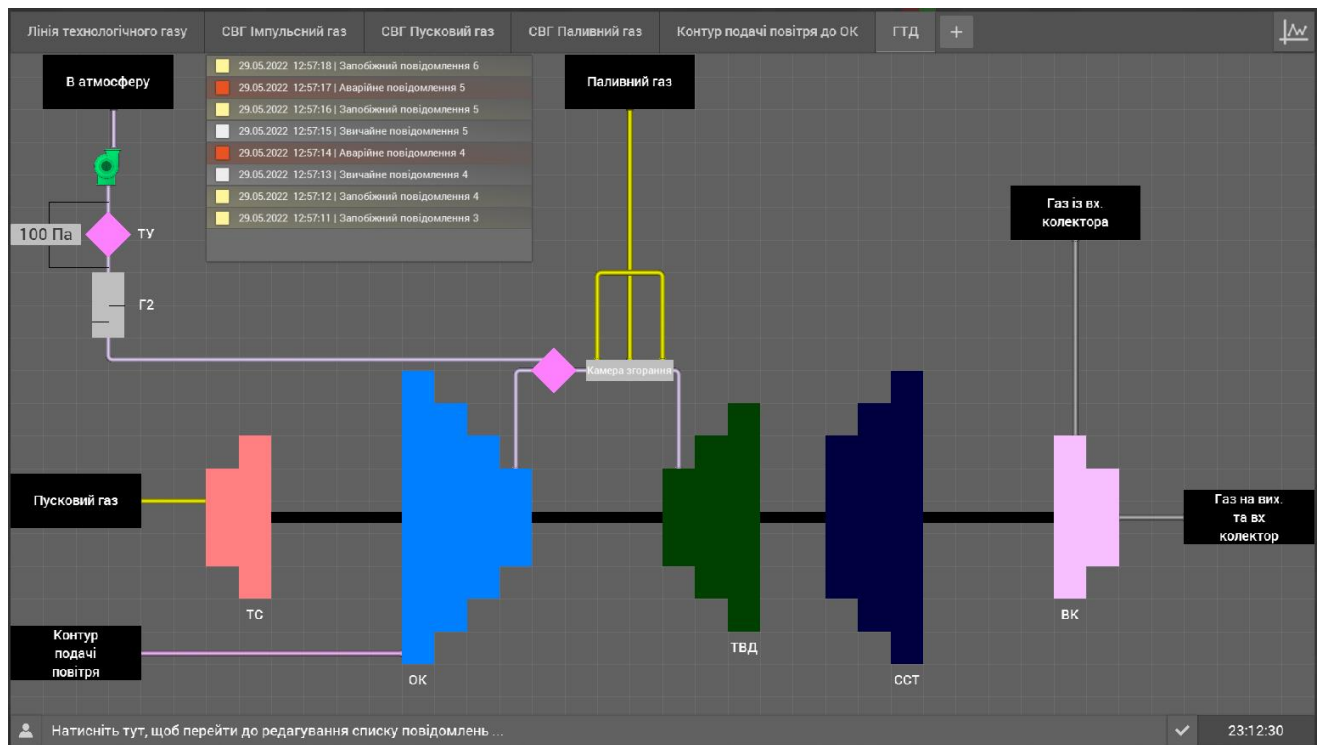 Лінія технологічного газу
СВГ Імпульсний газ
СВГ Пусковий газ
СВГ Паливний газ
Контур подачі повітря до ОК
ГТД
+
В атмосферу
29.05.2022 12:57:18 | Запобіжний повідомлення 6
29.05.2022 12:57:17 | Аварійне повідомлення 5
29.05.2022 12:57:16 | Запобіжний повідомлення 5
29.05.2022 12:57:15 | Звичайне повідомлення 5
29.05.2022 12:57:14 | Аварійне повідомлення 4
29.05.2022 12:57:13 | Звичайне повідомлення 4
29.05.2022 12:57:12 | Запобіжний повідомлення 4
29.05.2022 12:57:11 | Запобіжний повідомлення 3
Паливний газ
Газ із вх.
колектора
100 Па
ТУ
Г2
Камера згорання
Пусковий газ
Газ на вих.
та вх
колектор
ТС
ВК
Контур
подачі
повітря
ТВД
ОК
ССТ
Натисніть тут, щоб перейти до редагування списку повідомлень ...
23:12:30